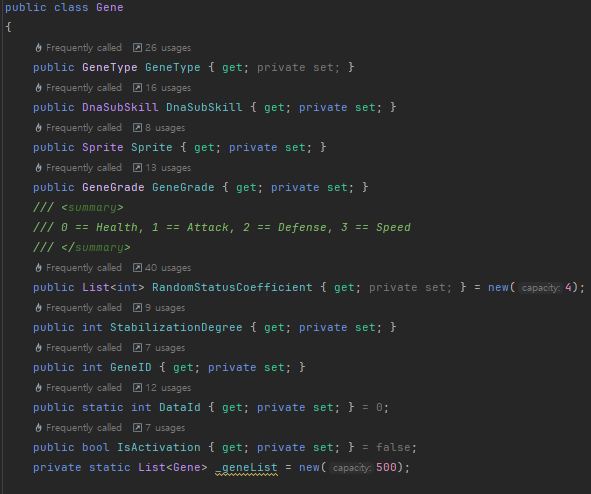 public class Gene
{
Frequently called 26 usages
public GeneType GeneType { get; private set; }
Frequently called 16 usages
public DnaSubSkill DnaSubSkill { get; private set; }
Frequently called 8 usages
public Sprite Sprite { get; private set; }
Frequently called 13 usages
public GeneGrade GeneGrade { get; private set; }
/// <summary>
/// 0 == Health, 1 == Attack, 2 == Defense, 3 == Speed
/// </summary>
Frequently called 40 usages
public List<int> RandomStatusCoefficient { get; private set; } = new( capacity: 4);
Frequently called 9 usages
public int StabilizationDegree { get; private set; }
Frequently called 7 usages
public int GeneID { get; private set; }
Frequently called 12 usages
public static int DataId { get; private set; } = 0;
Frequently called 7 usages
public bool IsActivation { get; private set; } = false;
private static List<Gene> _geneList = new( capacity: 500);